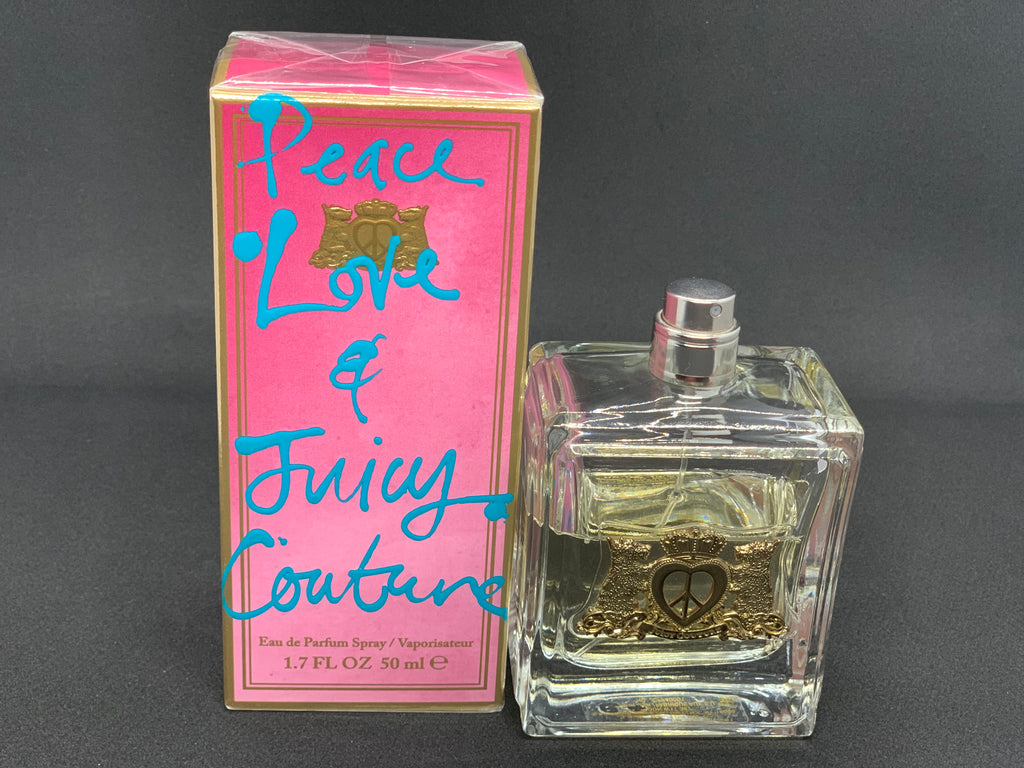 Peace
Love
&
Juicy
Couture
Eau de Parfum Spray / Vaporisateur
1.7 FL OZ 50 ml ℮